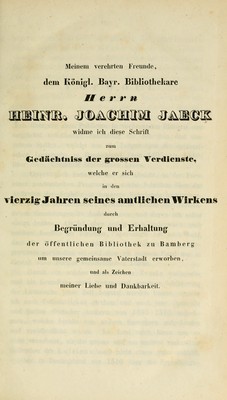 Meinem verehrten Freunde,
dem Königl. Bayr. Bibliothekare
Herrn
HEINR. JOACHIM JAECK
widme ich diese Schrift
zum
Gedächtniss der grossen Verdienste,
welche er sich
in den
vierzig Jahren seines amtlichen Wirkens
durch
Begründung und Erhaltung
der öffentlichen Bibliothek zu Bamberg
um unsere gemeinsame Vaterstadt erworben,
und als Zeichen
meiner Liebe und Dankbarkeit.